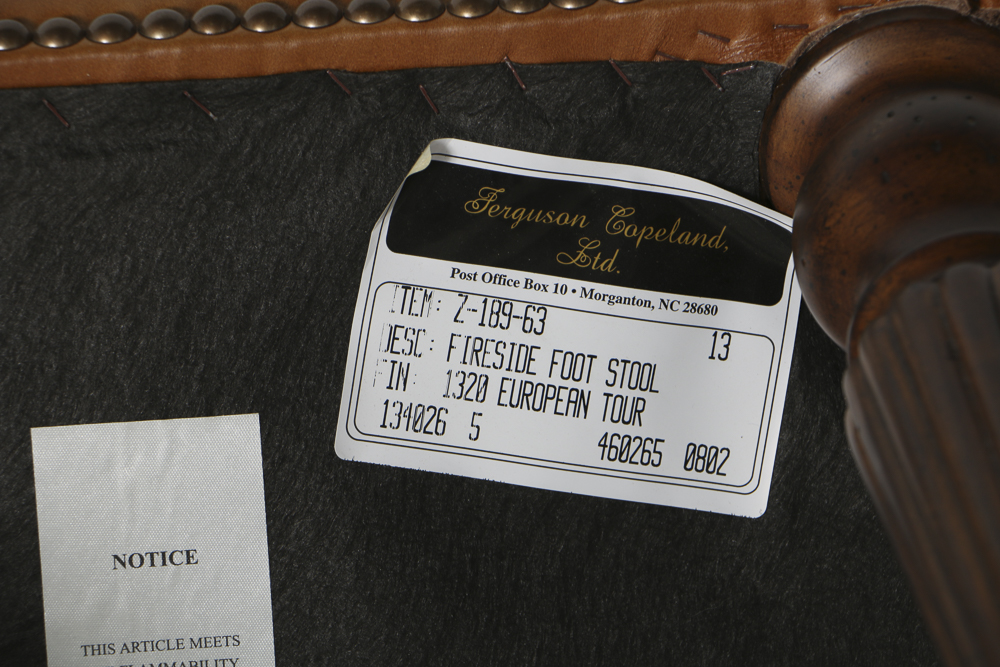 Ferguson Copeland,
Ltd.
Post Office Box 10 • Morganton, NC 28680
ITEM: Z-189-63
13
DESC: FIRESIDE FOOT STOOL
FIN: 1320 EUROPEAN TOUR
134026 5
460265 0802
NOTICE
THIS ARTICLE MEETS
FLAMMABILITY